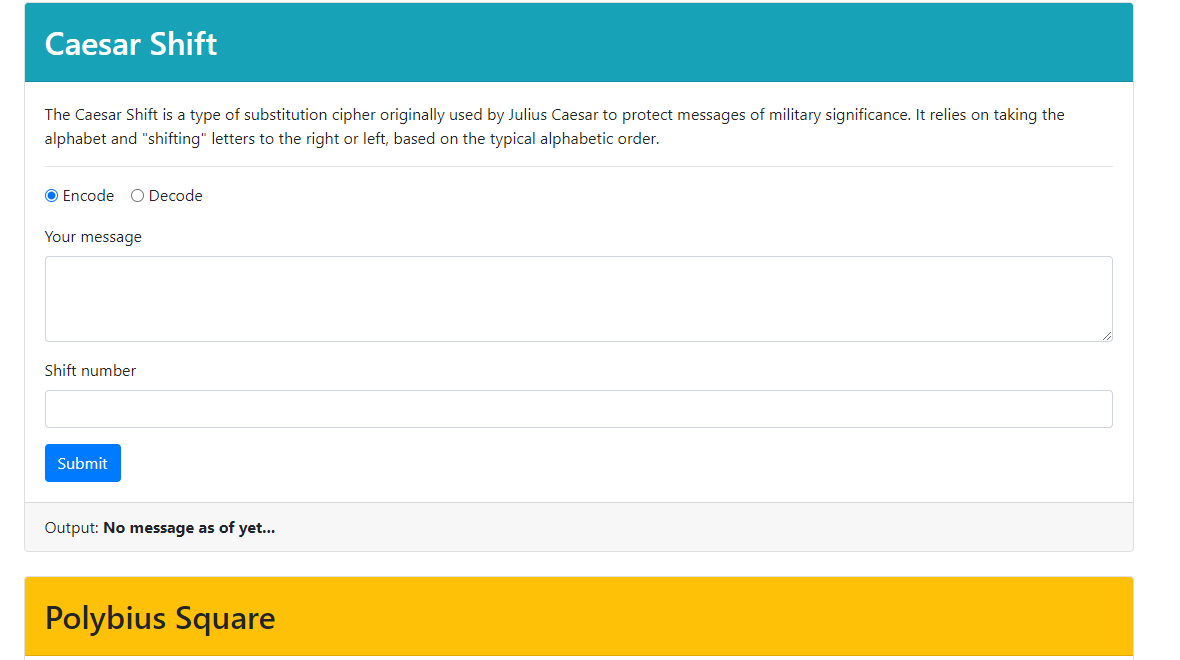 Caesar Shift
The Caesar Shift is a type of substitution cipher originally used by Julius Caesar to protect messages of military significance. It relies on taking the
alphabet and "shifting" letters to the right or left, based on the typical alphabetic order.
Encode Decode
Your message
Shift number
Submit
Output: No message as of yet...
Polybius Square